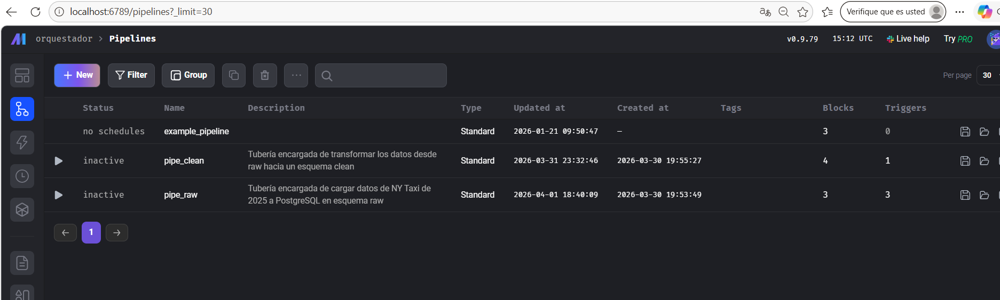 localhost:6789/pipelines?_limit=30
Verifique que es usted
orquestador > Pipelines
v0.9.79
15:12 UTC
Live help
Try PRO
New
Filter
Group
Per page
30
Status Name Description Type Updated at Created at Tags Blocks Triggers
no schedules example_pipeline Standard 2026-01-21 09:50:47 — 3 0
inactive pipe_clean Tubería encargada de transformar los datos desde
raw hacia un esquema clean Standard 2026-03-31 23:32:46 2026-03-30 19:55:27 4 1
inactive pipe_raw Tubería encargada de cargar datos de NY Taxi de
2025 a PostgreSQL en esquema raw Standard 2026-04-01 18:40:09 2026-03-30 19:53:49 3 3
1